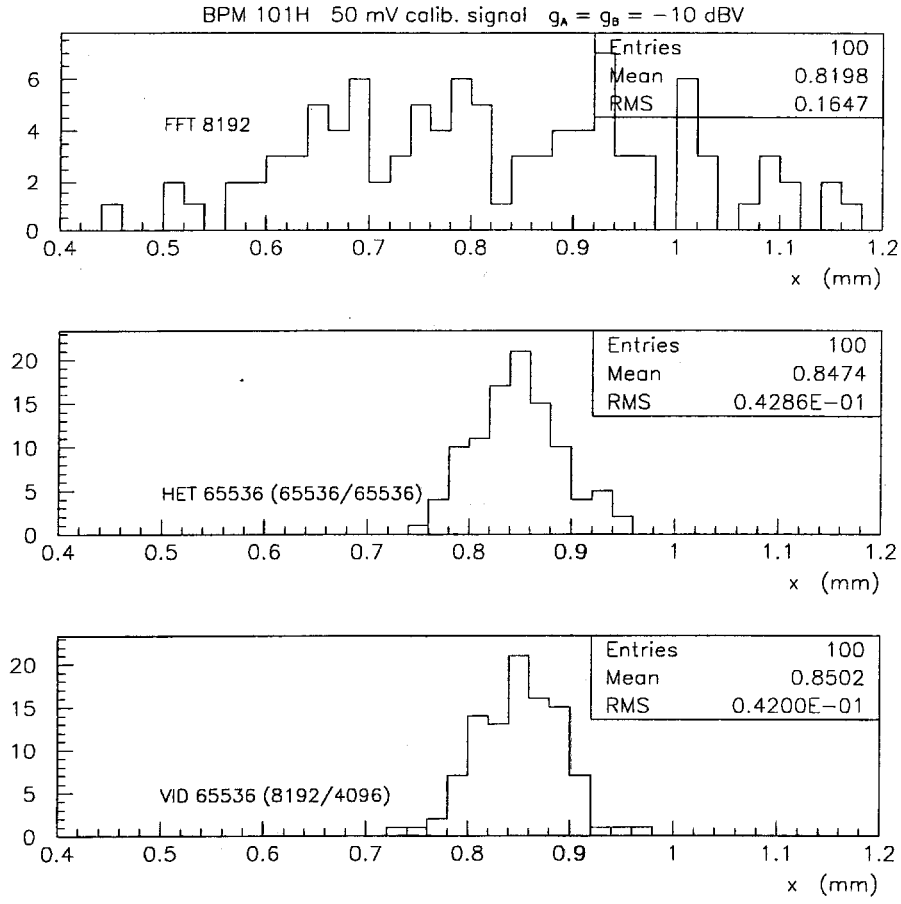 BPM 101H 50 mV calib. signal g_A = g_B = −10 dBV
Entries 100
Mean 0.8198
RMS 0.1647
FFT 8192
6
4
2
0
0.4 0.5 0.6 0.7 0.8 0.9 1 1.1 1.2
x (mm)
Entries 100
Mean 0.8474
RMS 0.4286E−01
HET 65536 (65536/65536)
20
15
10
5
0
0.4 0.5 0.6 0.7 0.8 0.9 1 1.1 1.2
x (mm)
Entries 100
Mean 0.8502
RMS 0.4200E−01
VID 65536 (8192/4096)
20
15
10
5
0
0.4 0.5 0.6 0.7 0.8 0.9 1 1.1 1.2
x (mm)